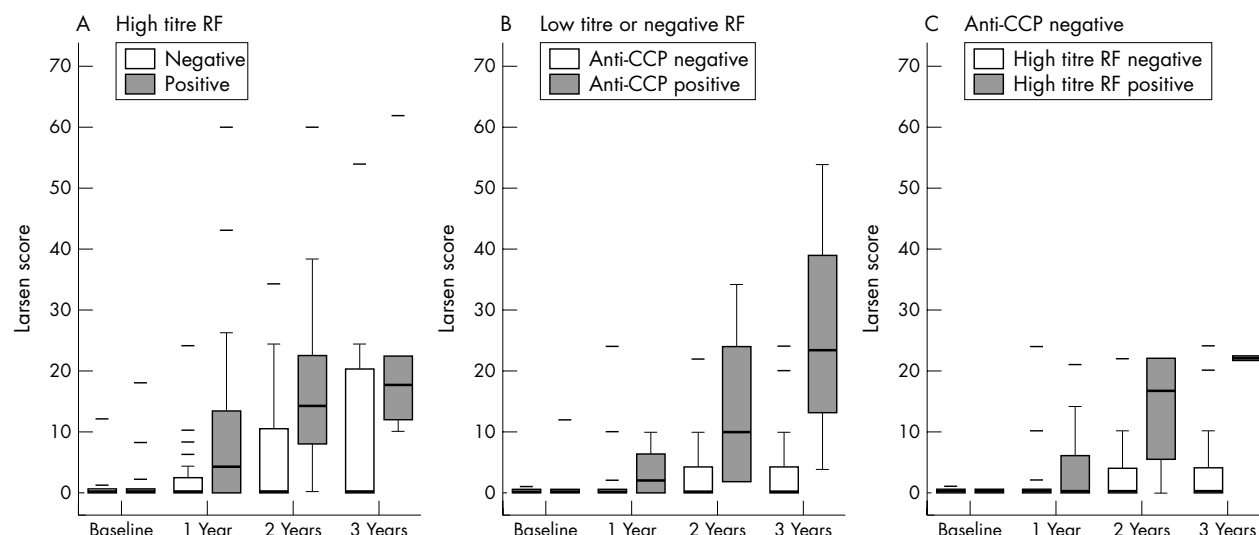 A High titre RF
Negative
Positive
Larsen score
70
60
50
40
30
20
10
0
Baseline 1 Year 2 Years 3 Years
B Low titre or negative RF
Anti-CCP negative
Anti-CCP positive
Larsen score
70
60
50
40
30
20
10
0
Baseline 1 Year 2 Years 3 Years
C Anti-CCP negative
High titre RF negative
High titre RF positive
Larsen score
70
60
50
40
30
20
10
0
Baseline 1 Year 2 Years 3 Years